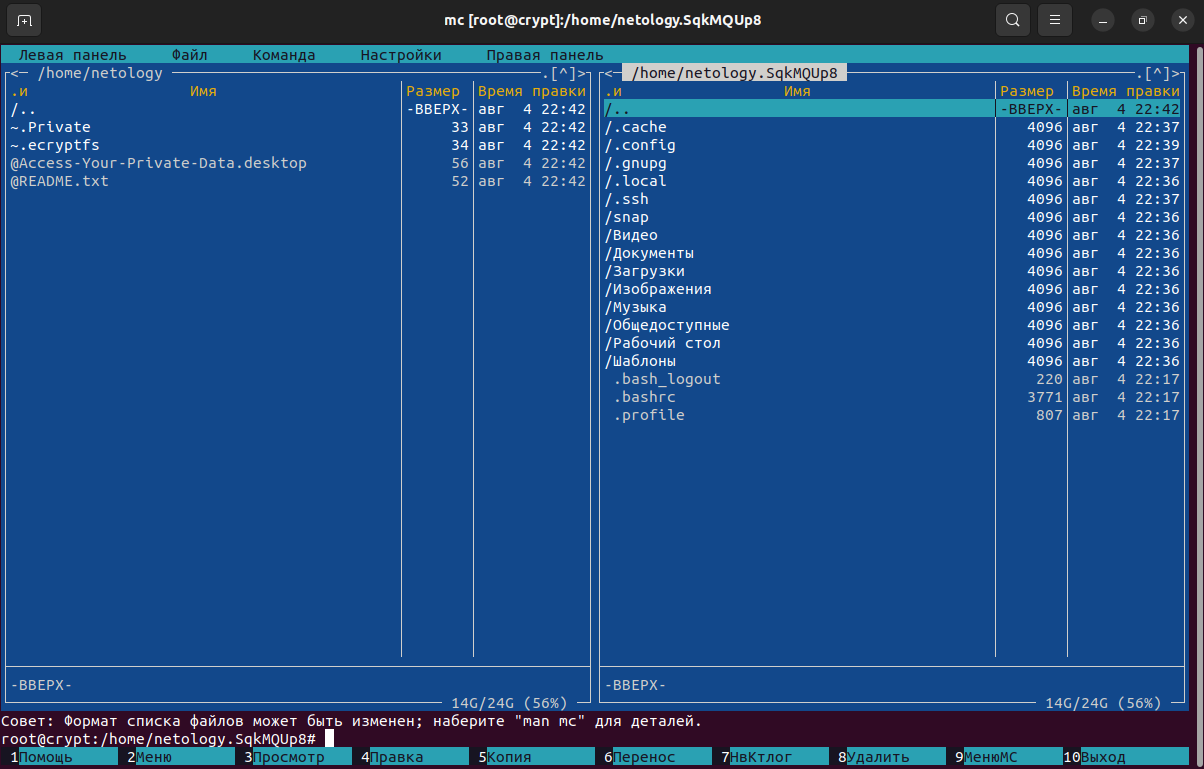 mc [root@crypt]:/home/netology.SqkMQUp8
Левая панель Файл Команда Настройки Правая панель
<─ /home/netology ─.[^]>
.и Имя Размер Время правки
/.. -ВВЕРХ- авг 4 22:42
~.Private 33 авг 4 22:42
~.ecryptfs 34 авг 4 22:42
@Access-Your-Private-Data.desktop 56 авг 4 22:42
@README.txt 52 авг 4 22:42
-ВВЕРХ-
14G/24G (56%)
<─ /home/netology.SqkMQUp8 ─.[^]>
.и Имя Размер Время правки
/.. -ВВЕРХ- авг 4 22:42
/.cache 4096 авг 4 22:37
/.config 4096 авг 4 22:39
/.gnupg 4096 авг 4 22:37
/.local 4096 авг 4 22:36
/.ssh 4096 авг 4 22:37
/snap 4096 авг 4 22:36
/Видео 4096 авг 4 22:36
/Документы 4096 авг 4 22:36
/Загрузки 4096 авг 4 22:36
/Изображения 4096 авг 4 22:36
/Музыка 4096 авг 4 22:36
/Общедоступные 4096 авг 4 22:36
/Рабочий стол 4096 авг 4 22:36
/Шаблоны 4096 авг 4 22:36
.bash_logout 220 авг 4 22:17
.bashrc 3771 авг 4 22:17
.profile 807 авг 4 22:17
-ВВЕРХ-
14G/24G (56%)
Совет: Формат списка файлов может быть изменен; наберите "man mc" для деталей.
root@crypt:/home/netology.SqkMQUp8#
1Помощь 2Меню 3Просмотр 4Правка 5Копия 6Перенос 7НвКтлог 8Удалить 9МенюМС 10Выход